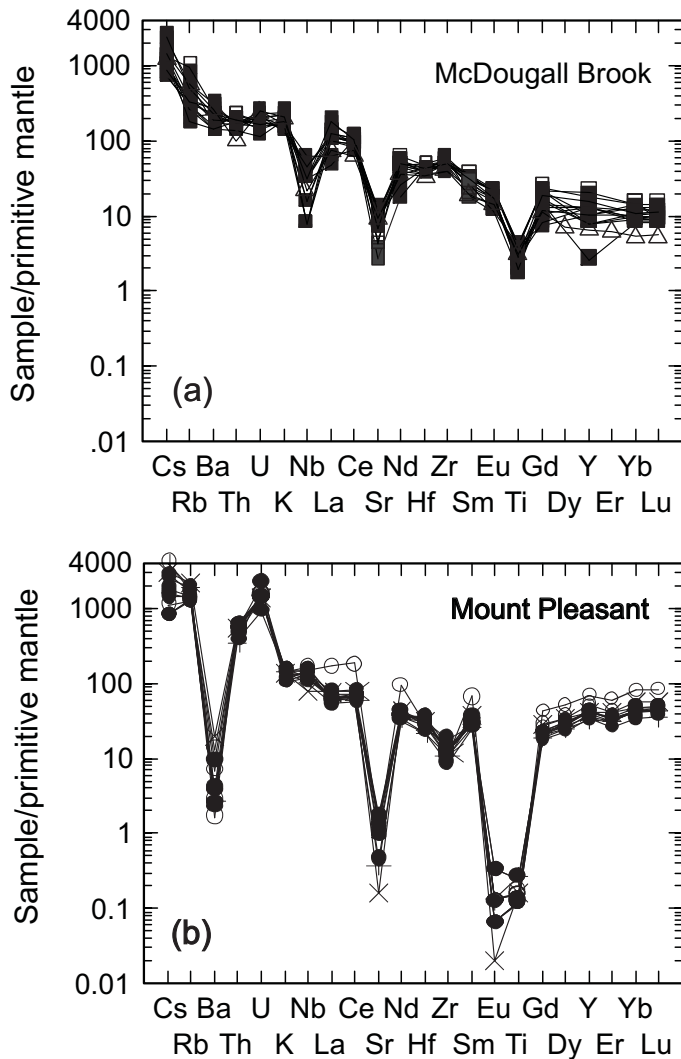 4000
1000
McDougall Brook
100
10
1
0.1
(a)
.01
Sample/primitive mantle
Cs Ba U Nb Ce Nd Zr Eu Gd Y Yb
Rb Th K La Sr Hf Sm Ti Dy Er Lu
4000
1000
Mount Pleasant
100
10
1
0.1
(b)
0.01
Sample/primitive mantle
Cs Ba U Nb Ce Nd Zr Eu Gd Y Yb
Rb Th K La Sr Hf Sm Ti Dy Er Lu